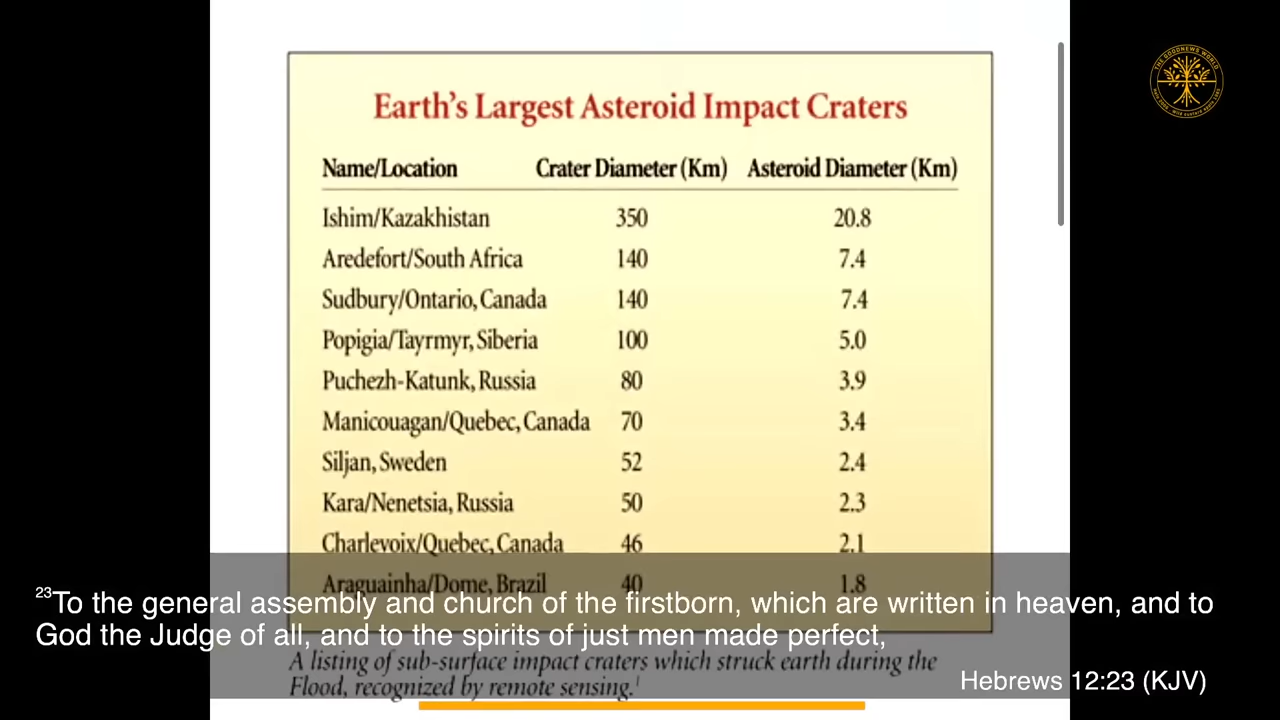 THE GOODNEWS WORLD
Earth's Largest Asteroid Impact Craters
Name/Location Crater Diameter (Km) Asteroid Diameter (Km)
Ishim/Kazakhistan 350 20.8
Aredefort/South Africa 140 7.4
Sudbury/Ontario, Canada 140 7.4
Popigia/Tayrmyr, Siberia 100 5.0
Puchezh-Katunk, Russia 80 3.9
Manicouagan/Quebec, Canada 70 3.4
Siljan, Sweden 52 2.4
Kara/Nenetsia, Russia 50 2.3
Charlevoix/Quebec, Canada 46 2.1
Araguainha/Dome, Brazil 40 1.8
23To the general assembly and church of the firstborn, which are written in heaven, and to
God the Judge of all, and to the spirits of just men made perfect,
A listing of sub-surface impact craters which struck earth during the
Flood, recognized by remote sensing.1
Hebrews 12:23 (KJV)